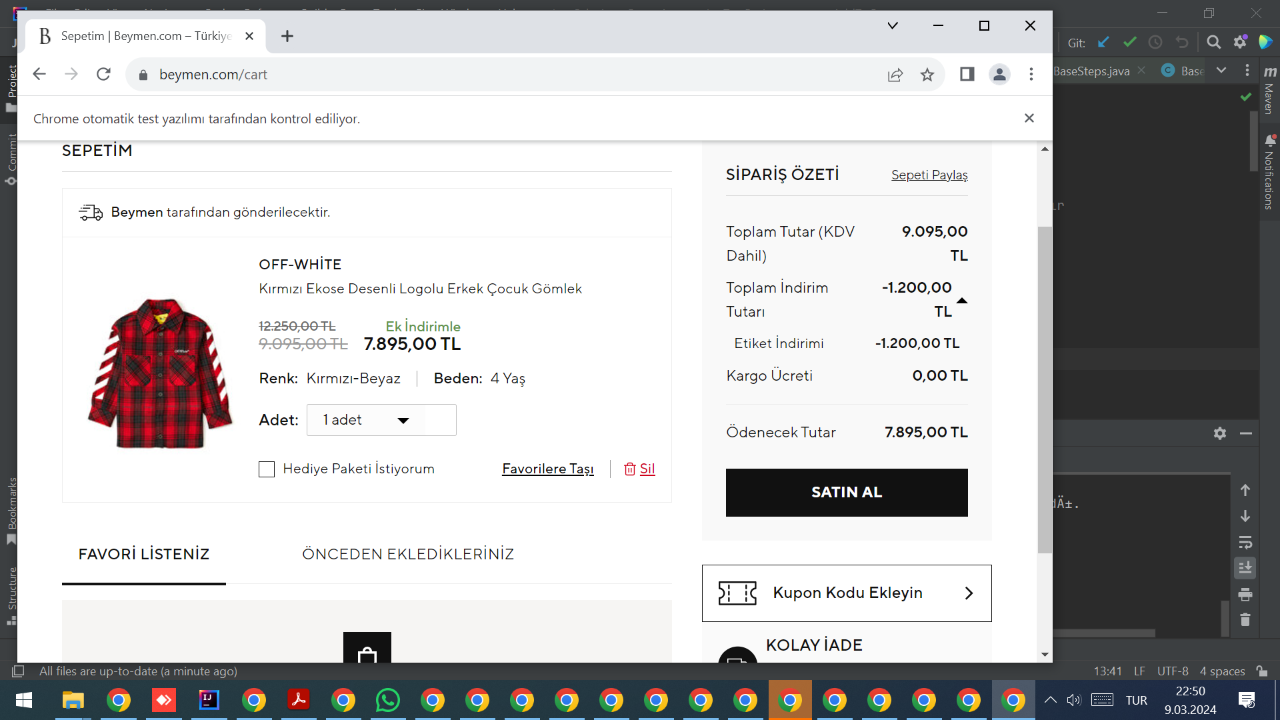 B Sepetim | Beymen.com – Türkiye
beymen.com/cart
Chrome otomatik test yazılımı tarafından kontrol ediliyor.
Git:
BaseSteps.java
Base
Project
Commit
Bookmarks
Structure
Maven
Notifications
SEPETİM
Beymen tarafından gönderilecektir.
OFF-WHITE
Kırmızı Ekose Desenli Logolu Erkek Çocuk Gömlek
12.250,00 TL Ek İndirimle
9.095,00 TL 7.895,00 TL
Renk: Kırmızı-Beyaz Beden: 4 Yaş
Adet: 1 adet
Hediye Paketi İstiyorum Favorilere Taşı Sil
FAVORİ LİSTENİZ ÖNCEDEN EKLEDİKLERİNİZ
SİPARİŞ ÖZETİ Sepeti Paylaş
Toplam Tutar (KDV 9.095,00
Dahil) TL
Toplam İndirim -1.200,00
Tutarı TL
Etiket İndirimi -1.200,00 TL
Kargo Ücreti 0,00 TL
Ödenecek Tutar 7.895,00 TL
SATIN AL
Kupon Kodu Ekleyin
KOLAY İADE
All files are up-to-date (a minute ago)
13:41 LF UTF-8 4 spaces
TUR
22:50
9.03.2024